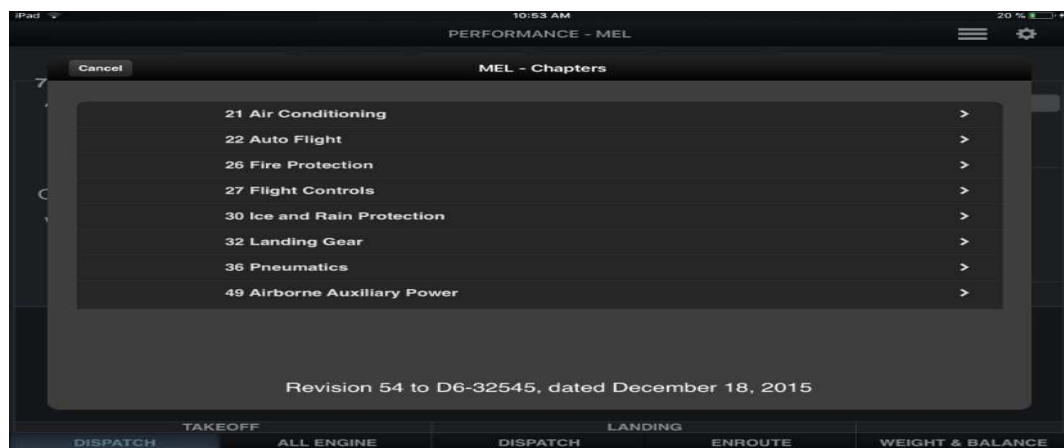 iPad 10:53 AM 20 %
PERFORMANCE - MEL
Cancel MEL - Chapters
7
21 Air Conditioning >
22 Auto Flight >
26 Fire Protection >
27 Flight Controls >
30 Ice and Rain Protection >
32 Landing Gear >
36 Pneumatics >
49 Airborne Auxiliary Power >
Revision 54 to D6-32545, dated December 18, 2015
TAKEOFF LANDING
DISPATCH ALL ENGINE DISPATCH ENROUTE WEIGHT & BALANCE